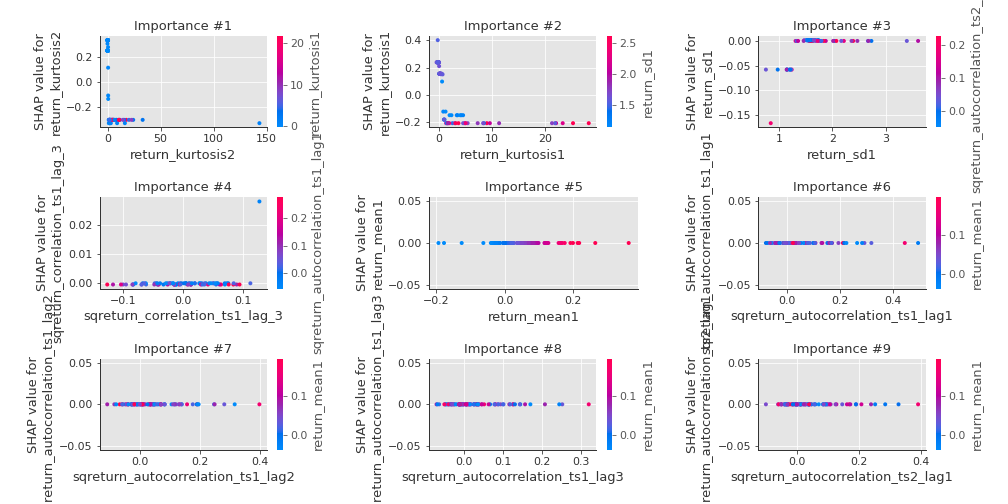 Importance #1
SHAP value for
return_kurtosis2
0.2
0.0
−0.2
0
50
100
150
return_kurtosis2
20
10
0
return_kurtosis1
Importance #2
SHAP value for
return_kurtosis1
0.4
0.2
0.0
−0.2
0
10
20
return_kurtosis1
2.5
2.0
1.5
return_sd1
Importance #3
SHAP value for
return_sd1
0.00
−0.05
−0.10
−0.15
1
2
3
return_sd1
0.2
0.1
0.0
Importance #4
SHAP value for
sqreturn_correlation_ts1_lag_3
0.02
0.01
0.00
−0.1
0.0
0.1
sqreturn_correlation_ts1_lag_3
0.2
0.1
0.0
sqreturn_autocorrelation_ts1_lag1
Importance #5
SHAP value for
return_mean1
0.05
0.00
−0.05
−0.2
0.0
0.2
return_mean1
Importance #6
SHAP value for
sqreturn_autocorrelation_ts1_lag1
0.05
0.00
−0.05
0.0
0.2
0.4
sqreturn_autocorrelation_ts1_lag1
0.1
0.0
return_mean1
Importance #7
SHAP value for
sqreturn_autocorrelation_ts1_lag2
0.05
0.00
−0.05
0.0
0.2
0.4
sqreturn_autocorrelation_ts1_lag2
0.1
0.0
return_mean1
Importance #8
SHAP value for
sqreturn_autocorrelation_ts1_lag3
0.05
0.00
−0.05
0.0
0.1
0.2
0.3
sqreturn_autocorrelation_ts1_lag3
0.1
0.0
return_mean1
Importance #9
SHAP value for
sqreturn_autocorrelation_ts2_lag1
0.05
0.00
−0.05
0.0
0.2
0.4
sqreturn_autocorrelation_ts2_lag1
0.1
0.0
return_mean1